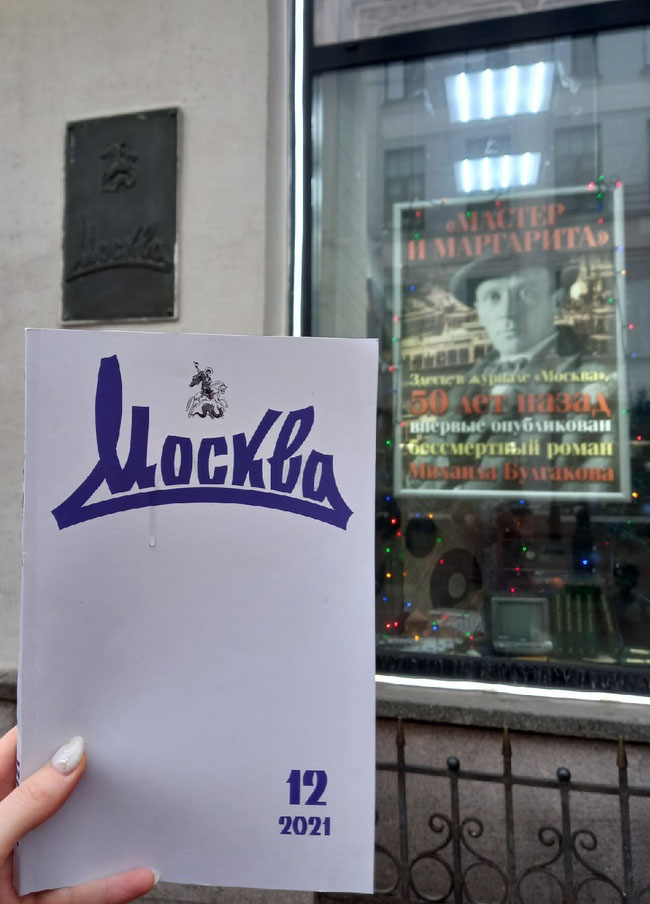 Москва
«МАСТЕР
И МАРГАРИТА»
Здесь, в журнале «Москва»,
50 лет назад
впервые опубликован
бессмертный роман
Михаила Булгакова
Москва
12
2021